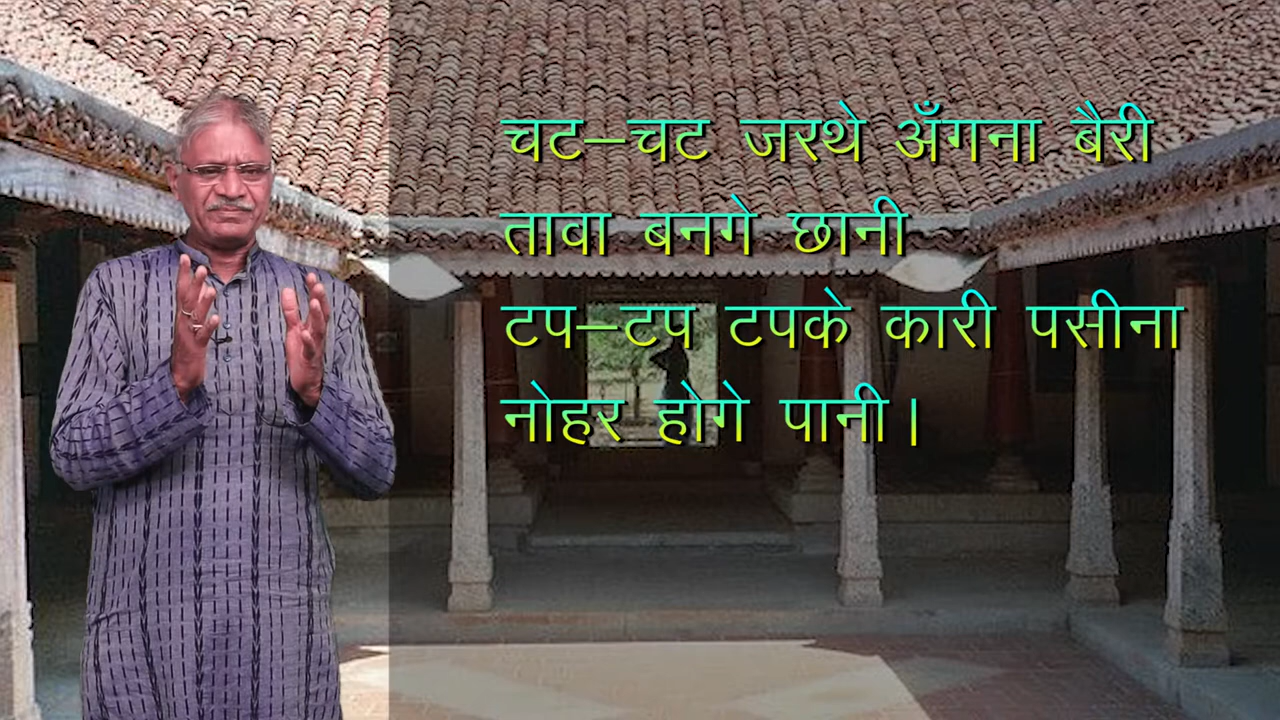 चट–चट जरथे अँगना बैरी
तावा बनगे छानी
टप–टप टपके कारी पसीना
नोहर होगे पानी।